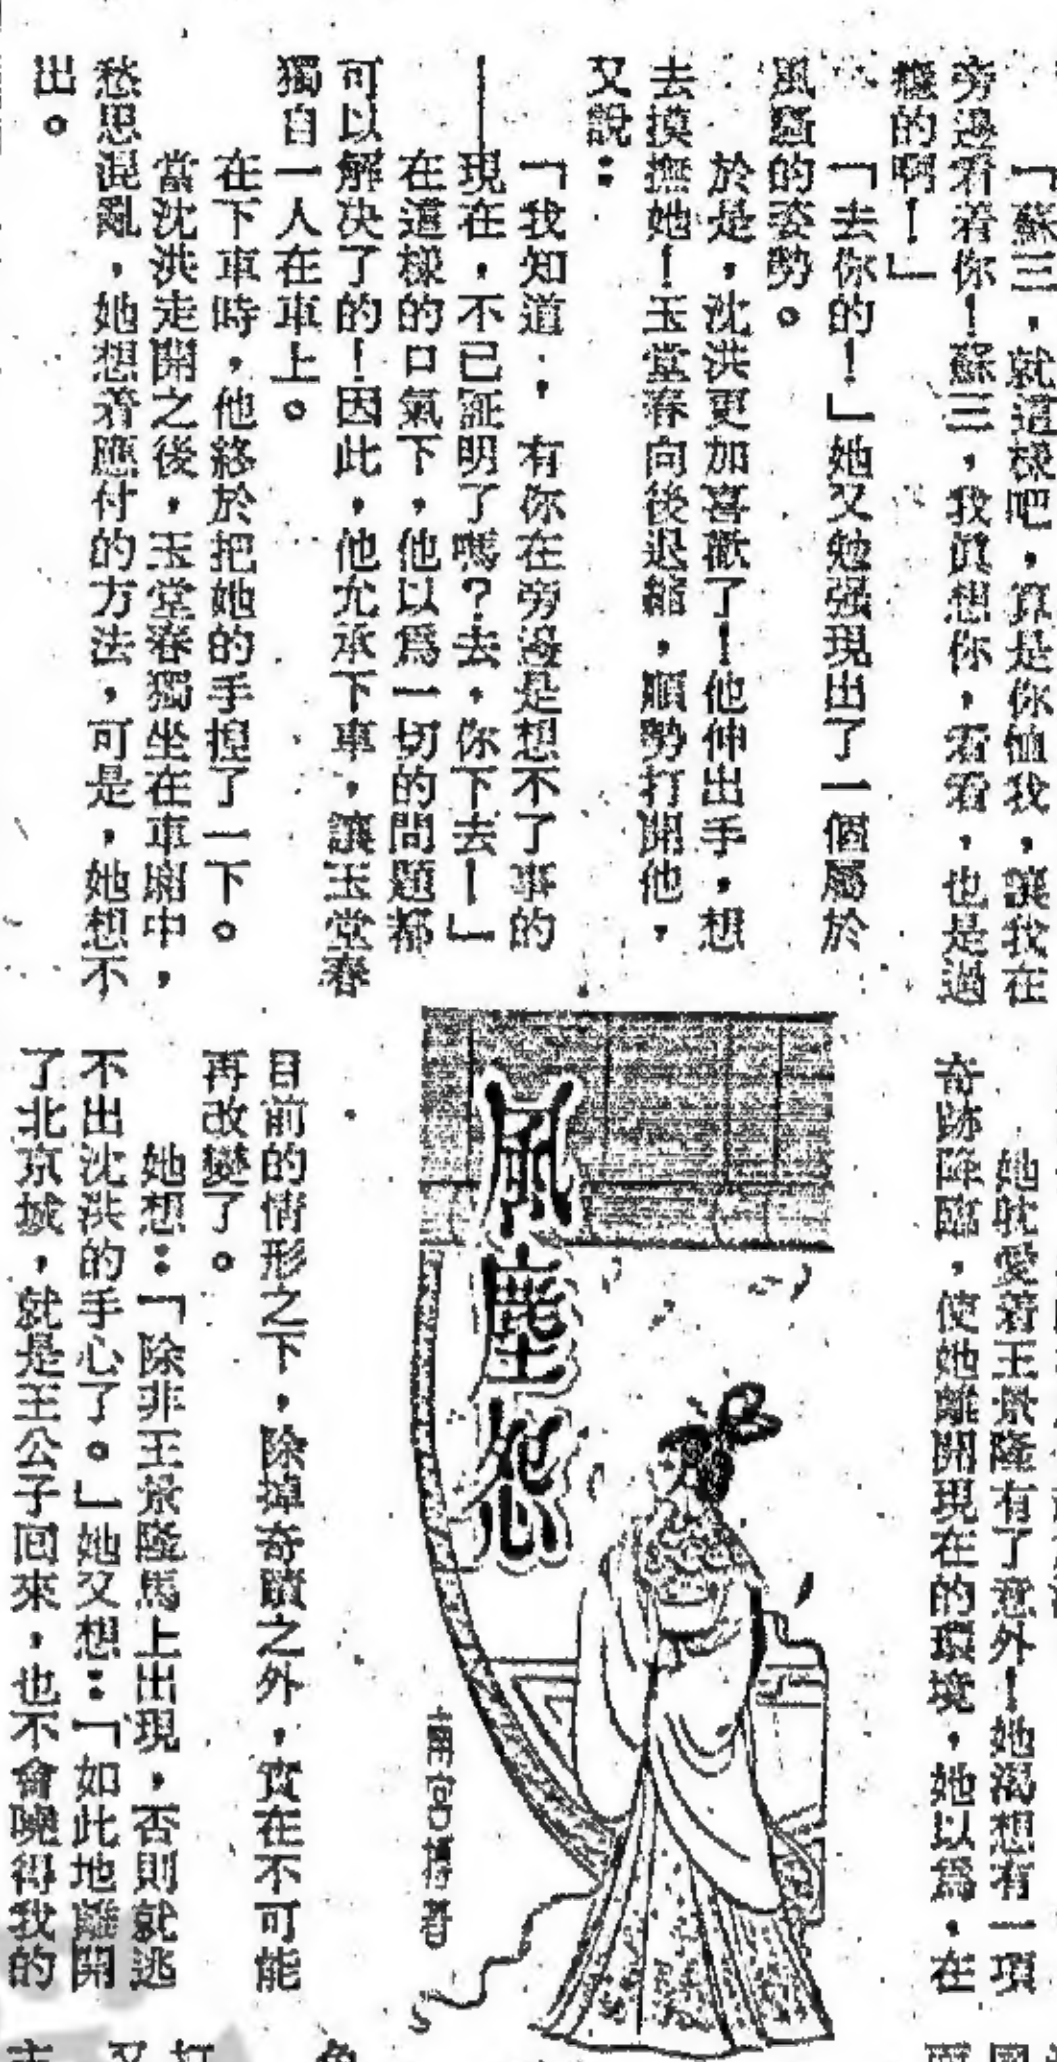 「蘇三，就這樣吧，算是你恤我，讓我在
旁邊看着你！蘇三，我眞想你，看看，也是過
癮的啊！」
「去你的！」她又勉强現出了一個屬於
風騷的姿勢。
於是，沈洪更加喜歡了！他伸出手，想
去摸撫她！玉堂春向後退縮，順勢打開他，
又說：
「我知道：，有你在旁邊是想不了事的
——現在，不已証明了嗎？去，你下去！」
在這樣的口氣下，他以爲一切的問題都
可以解决了的！因此，他允承下車，讓玉堂春
獨自一人在車上。
在下車時，他終於把她的手揑了一下。
當沈洪走開之後，玉堂春獨坐在車廂中，
愁思混亂，她想着應付的方法，可是，她想不
出。
她耽愛着王景隆有了意外！她渴想有一項
奇跡降臨，使她離開現在的環境，她以爲，在
風塵怨
目前的情形之下，除掉奇蹟之外，實在不可能
再改變了。
她想：「除非王景隆馬上出現，否則就逃
不出沈洪的手心了。」她又想：「如此地離開
了北京城，就是王公子回來，也不會曉得我的